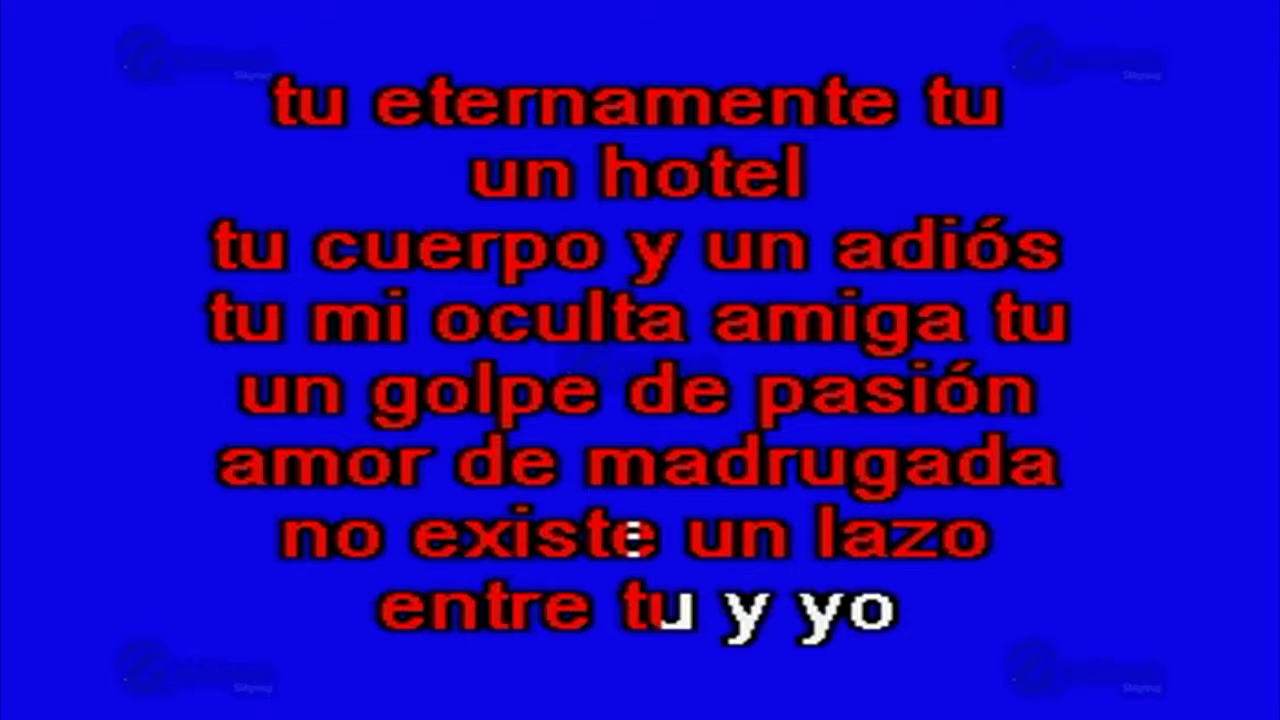 tu eternamente tu
un hotel
tu cuerpo y un adiós
tu mi oculta amiga tu
un golpe de pasión
amor de madrugada
no existe un lazo
entre tu y yo